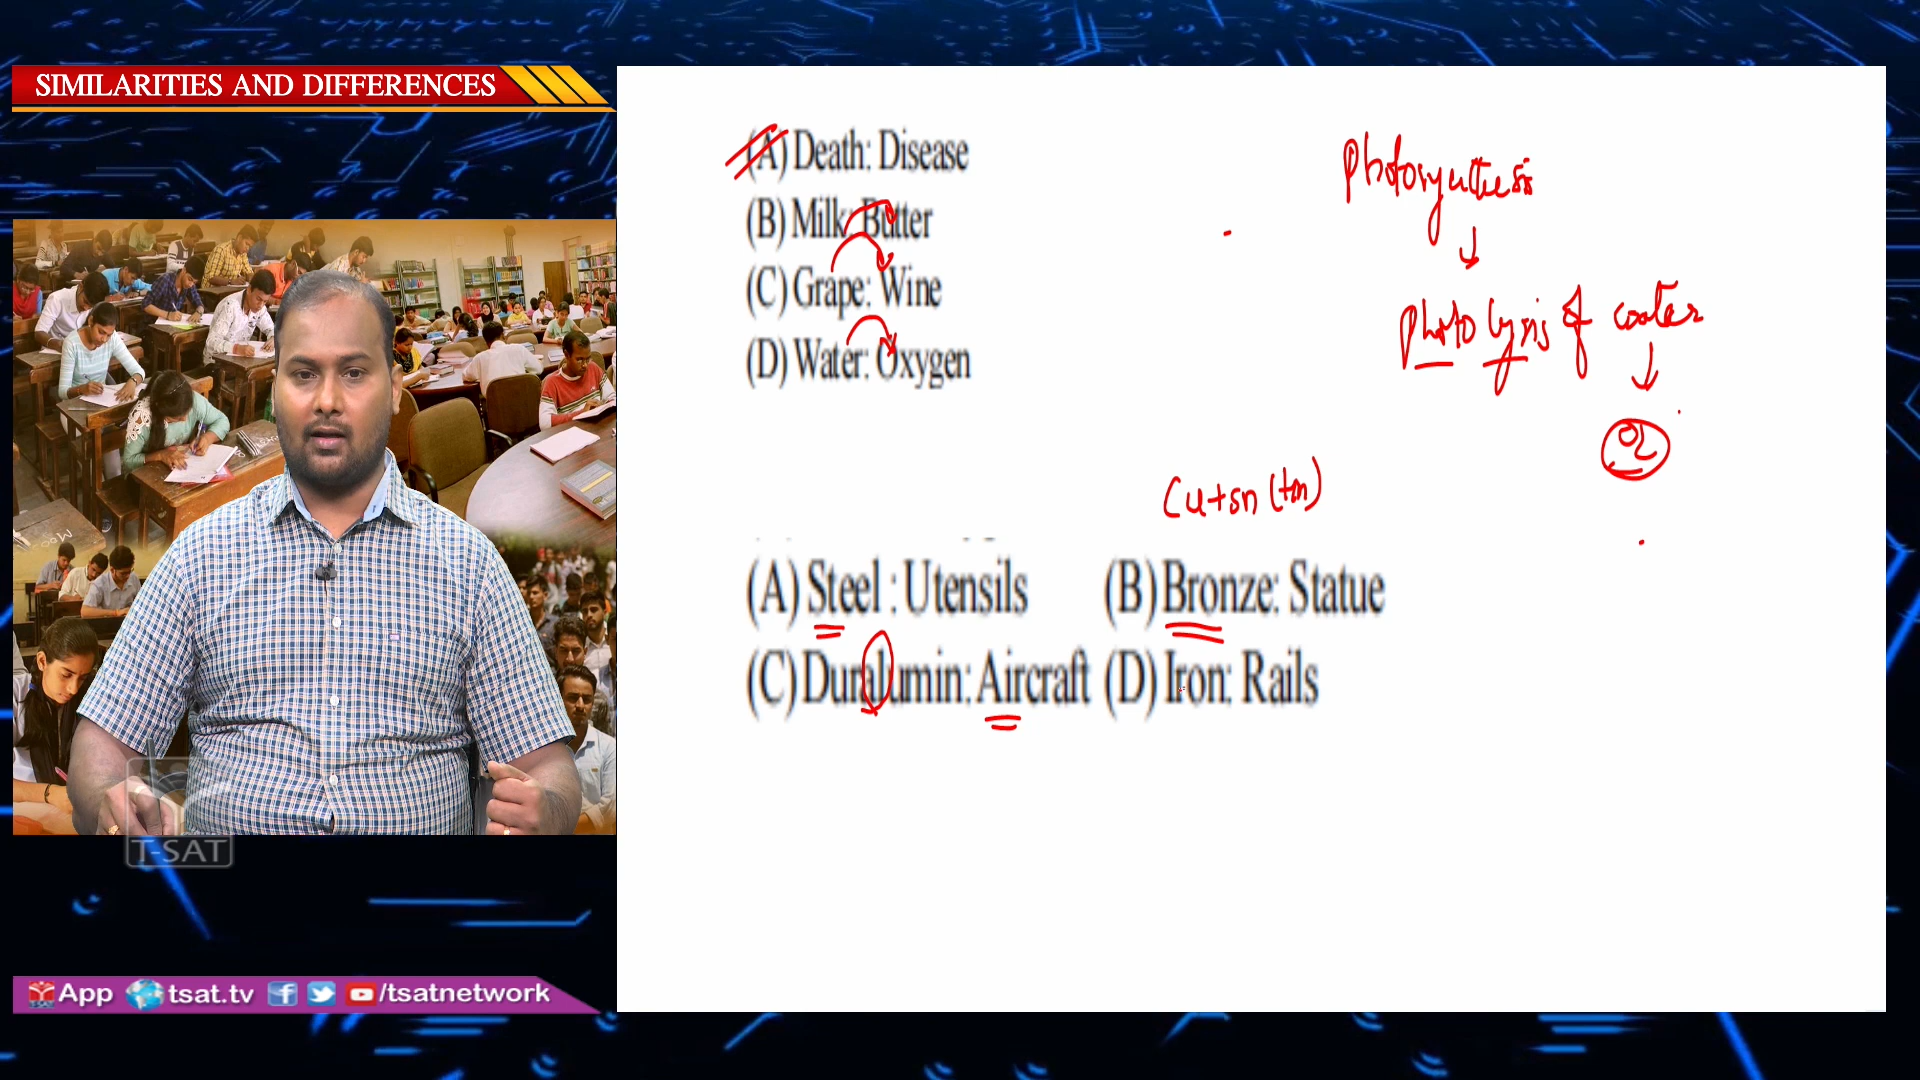 SIMILARITIES AND DIFFERENCES
(A) Death: Disease
(B) Milk: Butter
(C) Grape: Wine
(D) Water: Oxygen
Photosynthesis
photolysis of water
O2
Cu+sn (tin)
(A) Steel : Utensils (B) Bronze: Statue
(C) Duralumin: Aircraft (D) Iron: Rails
T-SAT
App tsat.tv /tsatnetwork